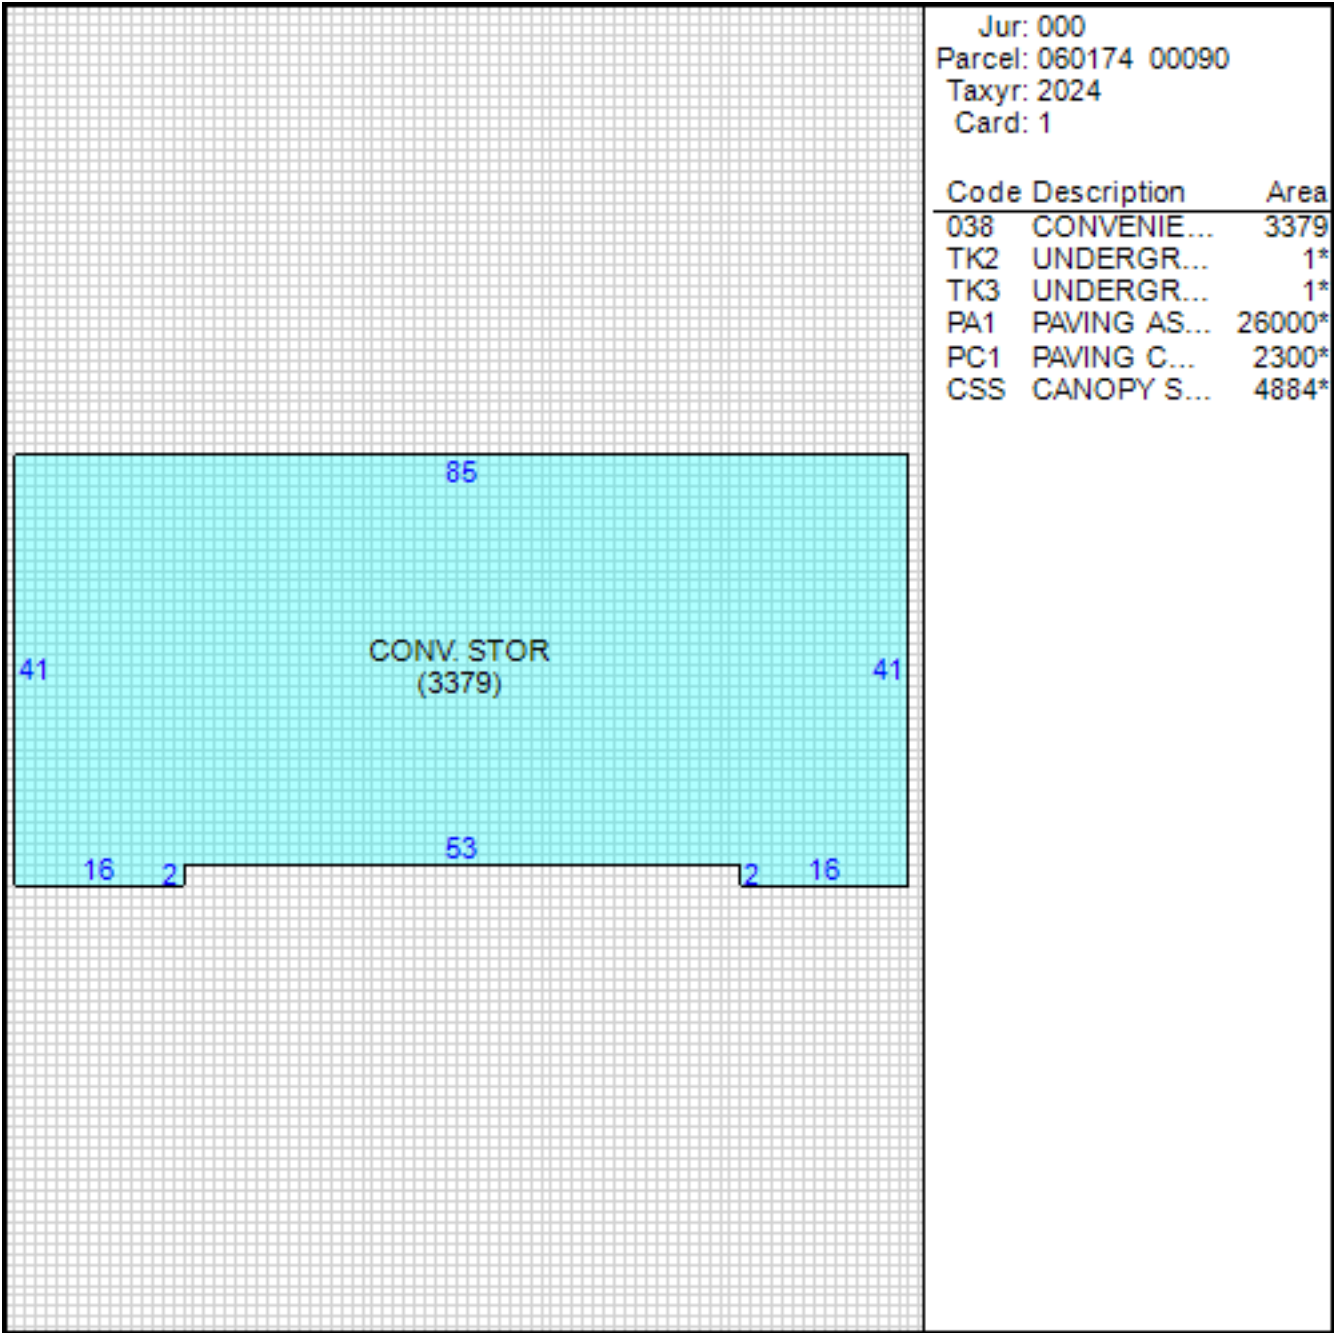 Jur: 000
Parcel: 060174 00090
Taxyr: 2024
Card: 1
Code Description Area
038 CONVENIE... 3379
TK2 UNDERGR... 1*
TK3 UNDERGR... 1*
PA1 PAVING AS... 26000*
PC1 PAVING C... 2300*
CSS CANOPY S... 4884*
85
CONV. STOR
41 41
(3379)
53
16 2 2 16